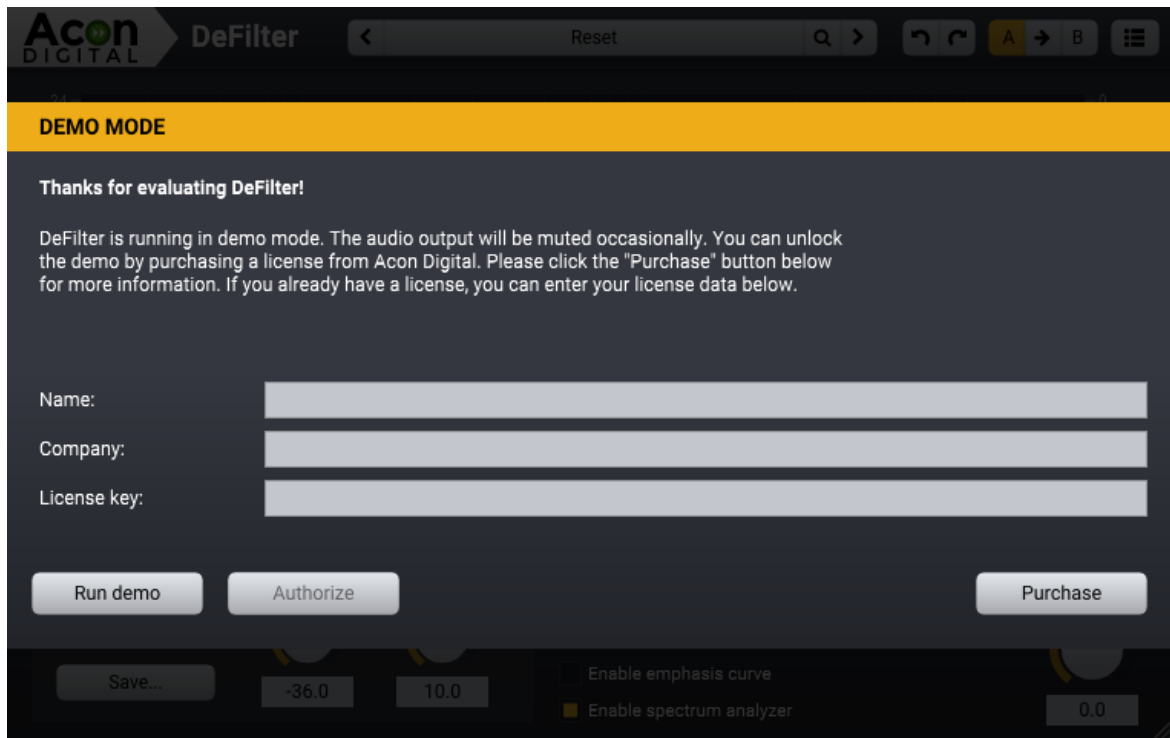 Acon
DIGITAL
DeFilter
Reset
A
B
DEMO MODE
Thanks for evaluating DeFilter!
DeFilter is running in demo mode. The audio output will be muted occasionally. You can unlock
the demo by purchasing a license from Acon Digital. Please click the "Purchase" button below
for more information. If you already have a license, you can enter your license data below.
Name:
Company:
License key:
Run demo
Authorize
Purchase
Save...
-36.0
10.0
Enable emphasis curve
Enable spectrum analyzer
0.0